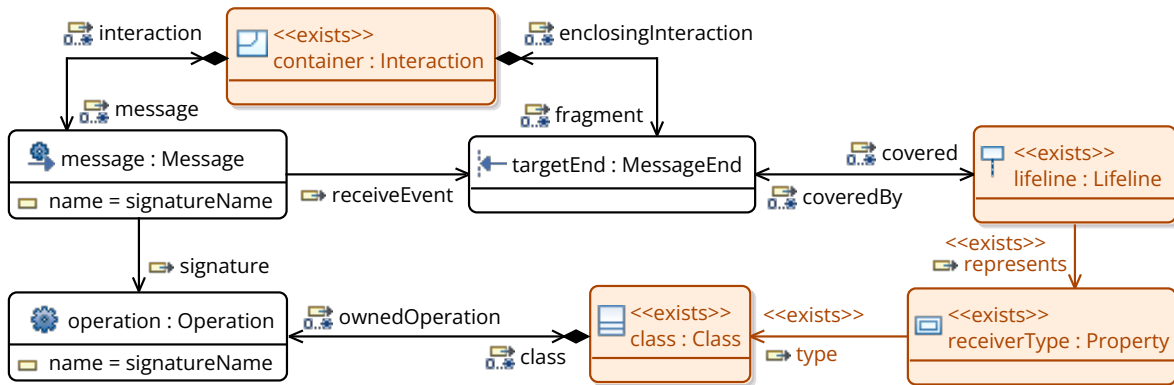 interaction
<<exists>>
container : Interaction
enclosingInteraction
message
fragment
message : Message
name = signatureName
receiveEvent
targetEnd : MessageEnd
covered
coveredBy
<<exists>>
lifeline : Lifeline
signature
<<exists>>
represents
operation : Operation
name = signatureName
ownedOperation
class
<<exists>>
class : Class
<<exists>>
type
<<exists>>
receiverType : Property